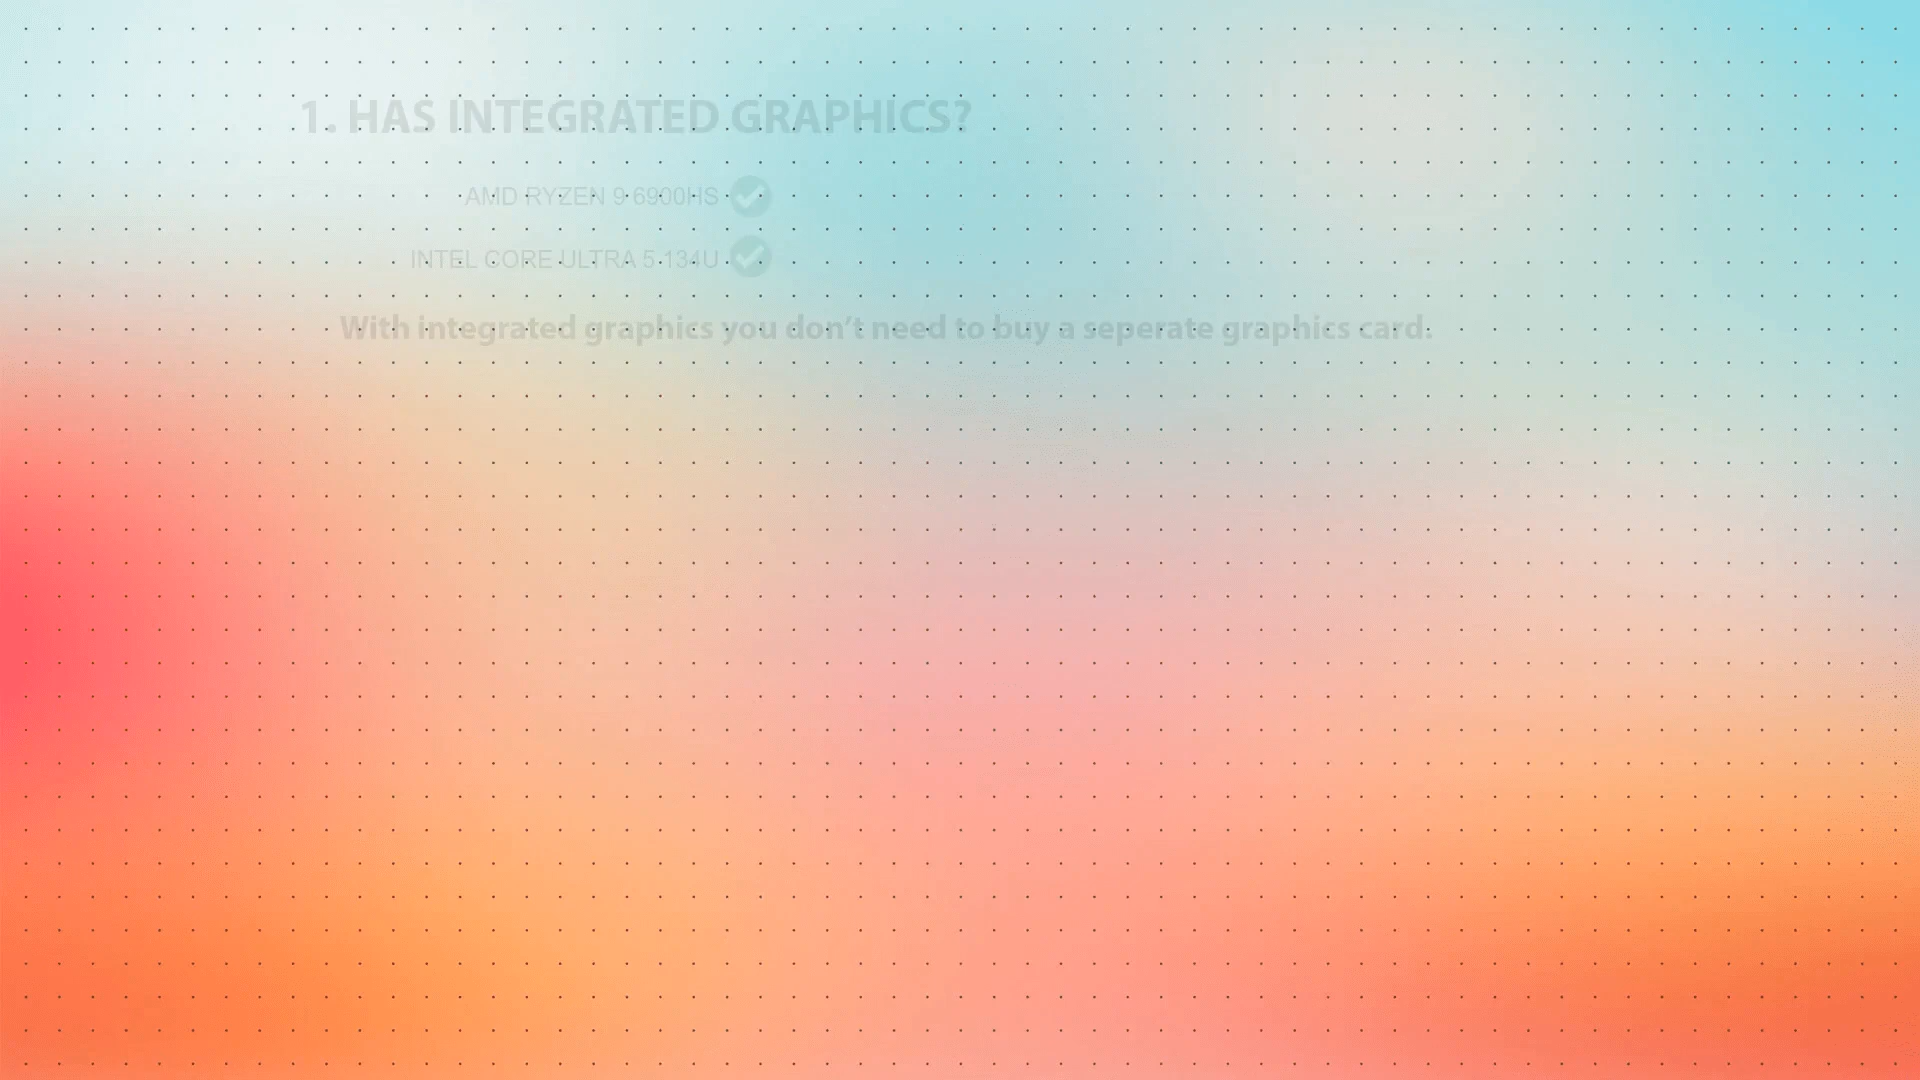 1. HAS INTEGRATED GRAPHICS?
AMD RYZEN 9 6900HS
INTEL CORE ULTRA 5 134U
With integrated graphics you don’t need to buy a seperate graphics card.